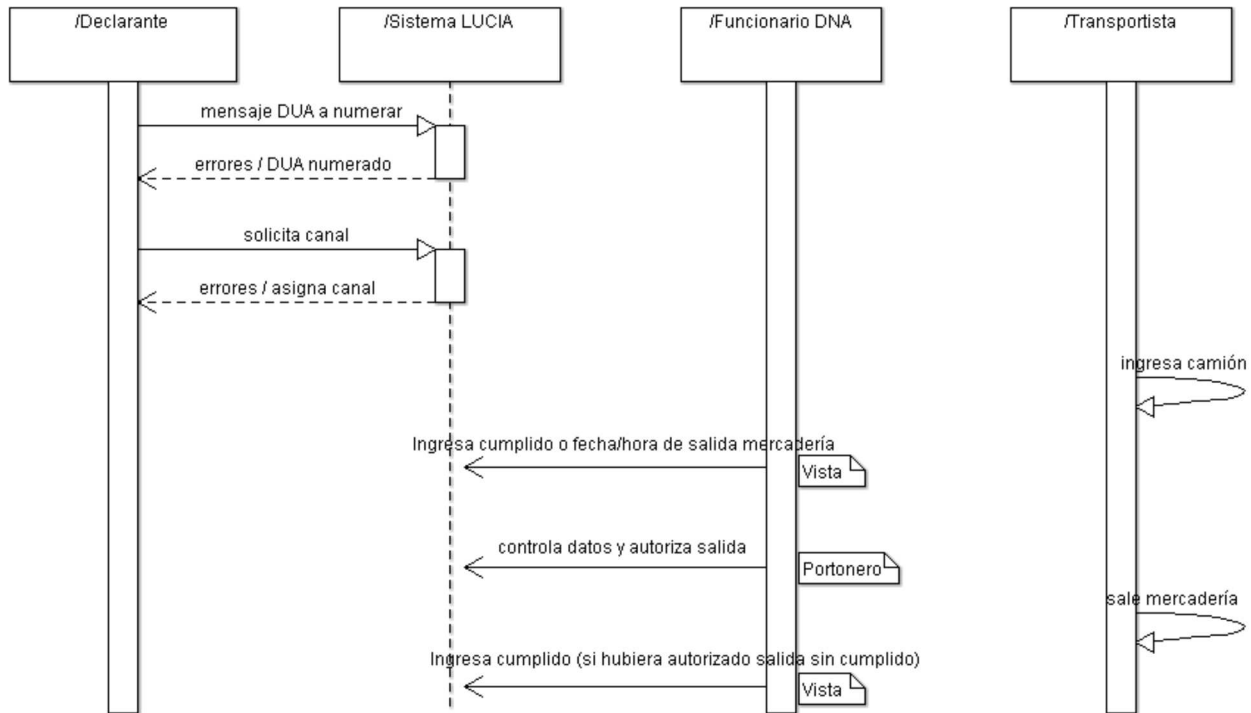 /Declarante
/Sistema LUCIA
/Funcionario DNA
/Transportista
mensaje DUA a numerar
errores / DUA numerado
solicita canal
errores / asigna canal
ingresa camión
Ingresa cumplido o fecha/hora de salida mercadería
Vista
controla datos y autoriza salida
Portonero
sale mercadería
Ingresa cumplido (si hubiera autorizado salida sin cumplido)
Vista